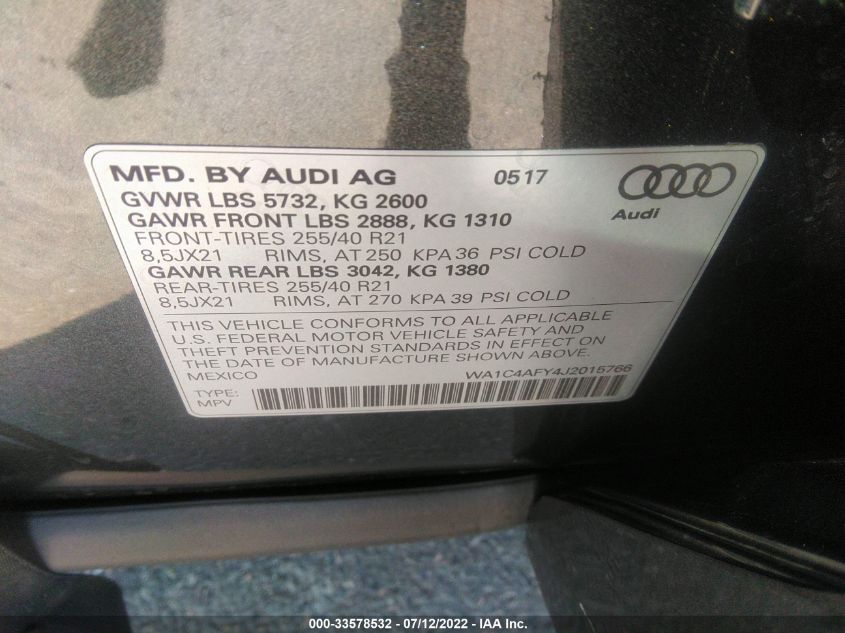 MFD. BY AUDI AG 0517
GVWR LBS 5732, KG 2600
GAWR FRONT LBS 2888, KG 1310
Audi
FRONT-TIRES 255/40 R21
8,5JX21 RIMS, AT 250 KPA 36 PSI COLD
GAWR REAR LBS 3042, KG 1380
REAR-TIRES 255/40 R21
8,5JX21 RIMS, AT 270 KPA 39 PSI COLD
THIS VEHICLE CONFORMS TO ALL APPLICABLE
U.S. FEDERAL MOTOR VEHICLE SAFETY AND
THEFT PREVENTION STANDARDS IN EFFECT ON
THE DATE OF MANUFACTURE SHOWN ABOVE.
MEXICO WA1C4AFY4J2015766
TYPE:
MPV
000-33578532 - 07/12/2022 - IAA Inc.